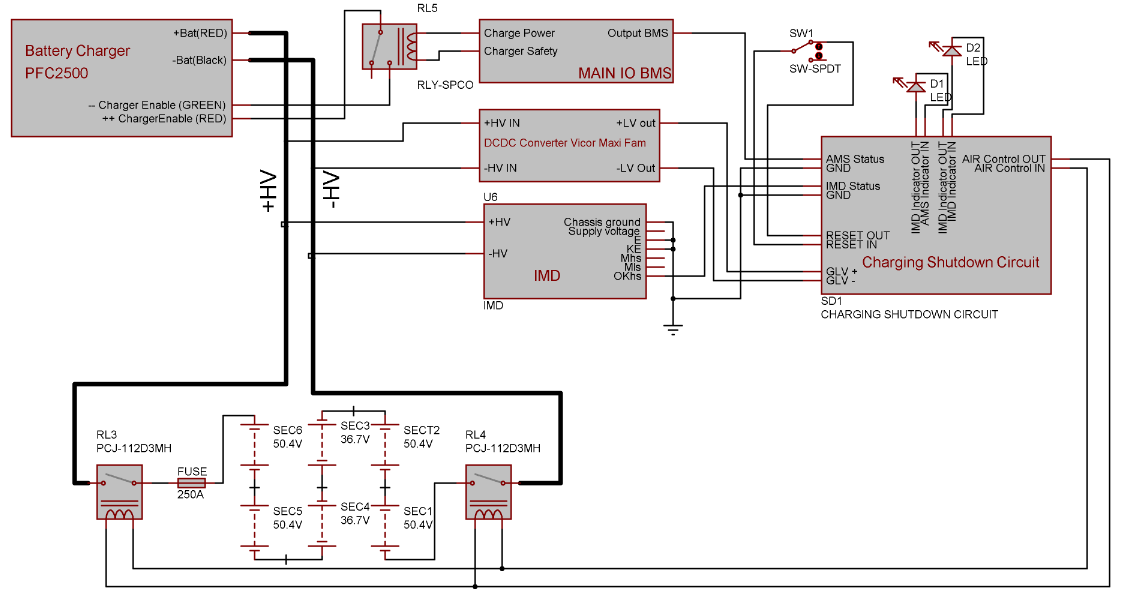 RL5
+Bat(RED)
Battery Charger
PFC2500
-Bat(Black)
-- Charger Enable (GREEN)
++ ChargerEnable (RED)
RLY-SPCO
Charge Power
Output BMS
Charger Safety
MAIN IO BMS
SW1
SW-SPDT
D2
LED
D1
LED
+HV IN
+LV out
DCDC Converter Vicor Maxi Fam
-HV IN
-LV Out
+HV
-HV
U6
+HV
-HV
Chassis ground
Supply voltage
E
KE
Mhs
Mls
OKhs
IMD
IMD
AMS Status
GND
IMD Status
GND
RESET OUT
RESET IN
GLV +
GLV -
IMD Indicator OUT
AMS Indicator IN
IMD Indicator OUT
IMD Indicator IN
AIR Control OUT
AIR Control IN
Charging Shutdown Circuit
SD1
CHARGING SHUTDOWN CIRCUIT
RL3
PCJ-112D3MH
FUSE
250A
SEC6
50.4V
SEC3
36.7V
SECT2
50.4V
RL4
PCJ-112D3MH
SEC5
50.4V
SEC4
36.7V
SEC1
50.4V